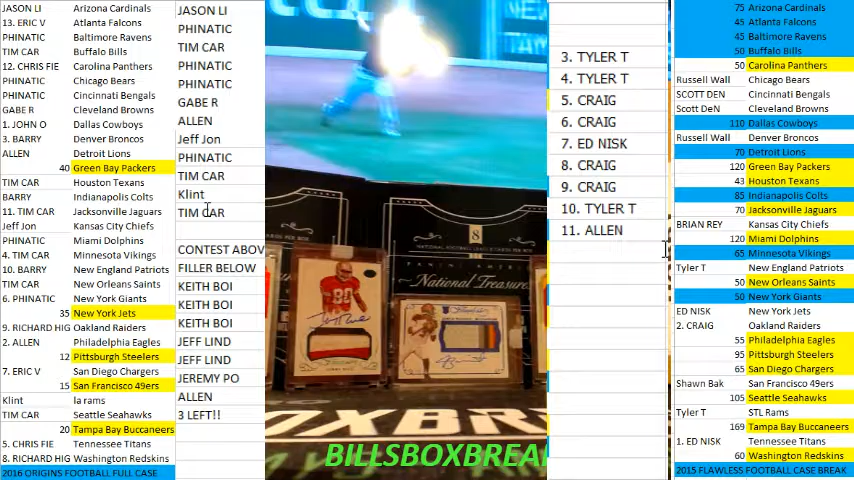 JASON LI Arizona Cardinals
13. ERIC V Atlanta Falcons
PHINATIC Baltimore Ravens
TIM CAR Buffalo Bills
12. CHRIS FIE Carolina Panthers
PHINATIC Chicago Bears
PHINATIC Cincinnati Bengals
GABE R Cleveland Browns
1. JOHN O Dallas Cowboys
3. BARRY Denver Broncos
ALLEN Detroit Lions
40 Green Bay Packers
TIM CAR Houston Texans
BARRY Indianapolis Colts
11. TIM CAR Jacksonville Jaguars
Jeff Jon Kansas City Chiefs
PHINATIC Miami Dolphins
4. TIM CAR Minnesota Vikings
10. BARRY New England Patriots
TIM CAR New Orleans Saints
6. PHINATIC New York Giants
35 New York Jets
9. RICHARD HIG Oakland Raiders
2. ALLEN Philadelphia Eagles
12 Pittsburgh Steelers
7. ERIC V San Diego Chargers
15 San Francisco 49ers
Klint la rams
TIM CAR Seattle Seahawks
20 Tampa Bay Buccaneers
5. CHRIS FIE Tennessee Titans
8. RICHARD HIG Washington Redskins
2016 ORIGINS FOOTBALL FULL CASE
JASON LI
PHINATIC
TIM CAR
PHINATIC
PHINATIC
GABE R
ALLEN
Jeff Jon
PHINATIC
TIM CAR
Klint
TIM CAR
CONTEST ABOV
FILLER BELOW
KEITH BOI
KEITH BOI
KEITH BOI
JEFF LIND
JEFF LIND
JEREMY PO
ALLEN
3 LEFT!!
8
National Treasures
80
BOXBR
BILLSBOXBREA
3. TYLER T
4. TYLER T
5. CRAIG
6. CRAIG
7. ED NISK
8. CRAIG
9. CRAIG
10. TYLER T
11. ALLEN
75 Arizona Cardinals
45 Atlanta Falcons
45 Baltimore Ravens
50 Buffalo Bills
50 Carolina Panthers
Russell Wall Chicago Bears
SCOTT DEN Cincinnati Bengals
Scott DeN Cleveland Browns
110 Dallas Cowboys
Russell Wall Denver Broncos
70 Detroit Lions
120 Green Bay Packers
43 Houston Texans
85 Indianapolis Colts
70 Jacksonville Jaguars
BRIAN REY Kansas City Chiefs
120 Miami Dolphins
65 Minnesota Vikings
Tyler T New England Patriots
50 New Orleans Saints
50 New York Giants
ED NISK New York Jets
2. CRAIG Oakland Raiders
55 Philadelphia Eagles
95 Pittsburgh Steelers
65 San Diego Chargers
Shawn Bak San Francisco 49ers
105 Seattle Seahawks
Tyler T STL Rams
169 Tampa Bay Buccaneers
1. ED NISK Tennessee Titans
60 Washington Redskins
2015 FLAWLESS FOOTBALL CASE BREAK